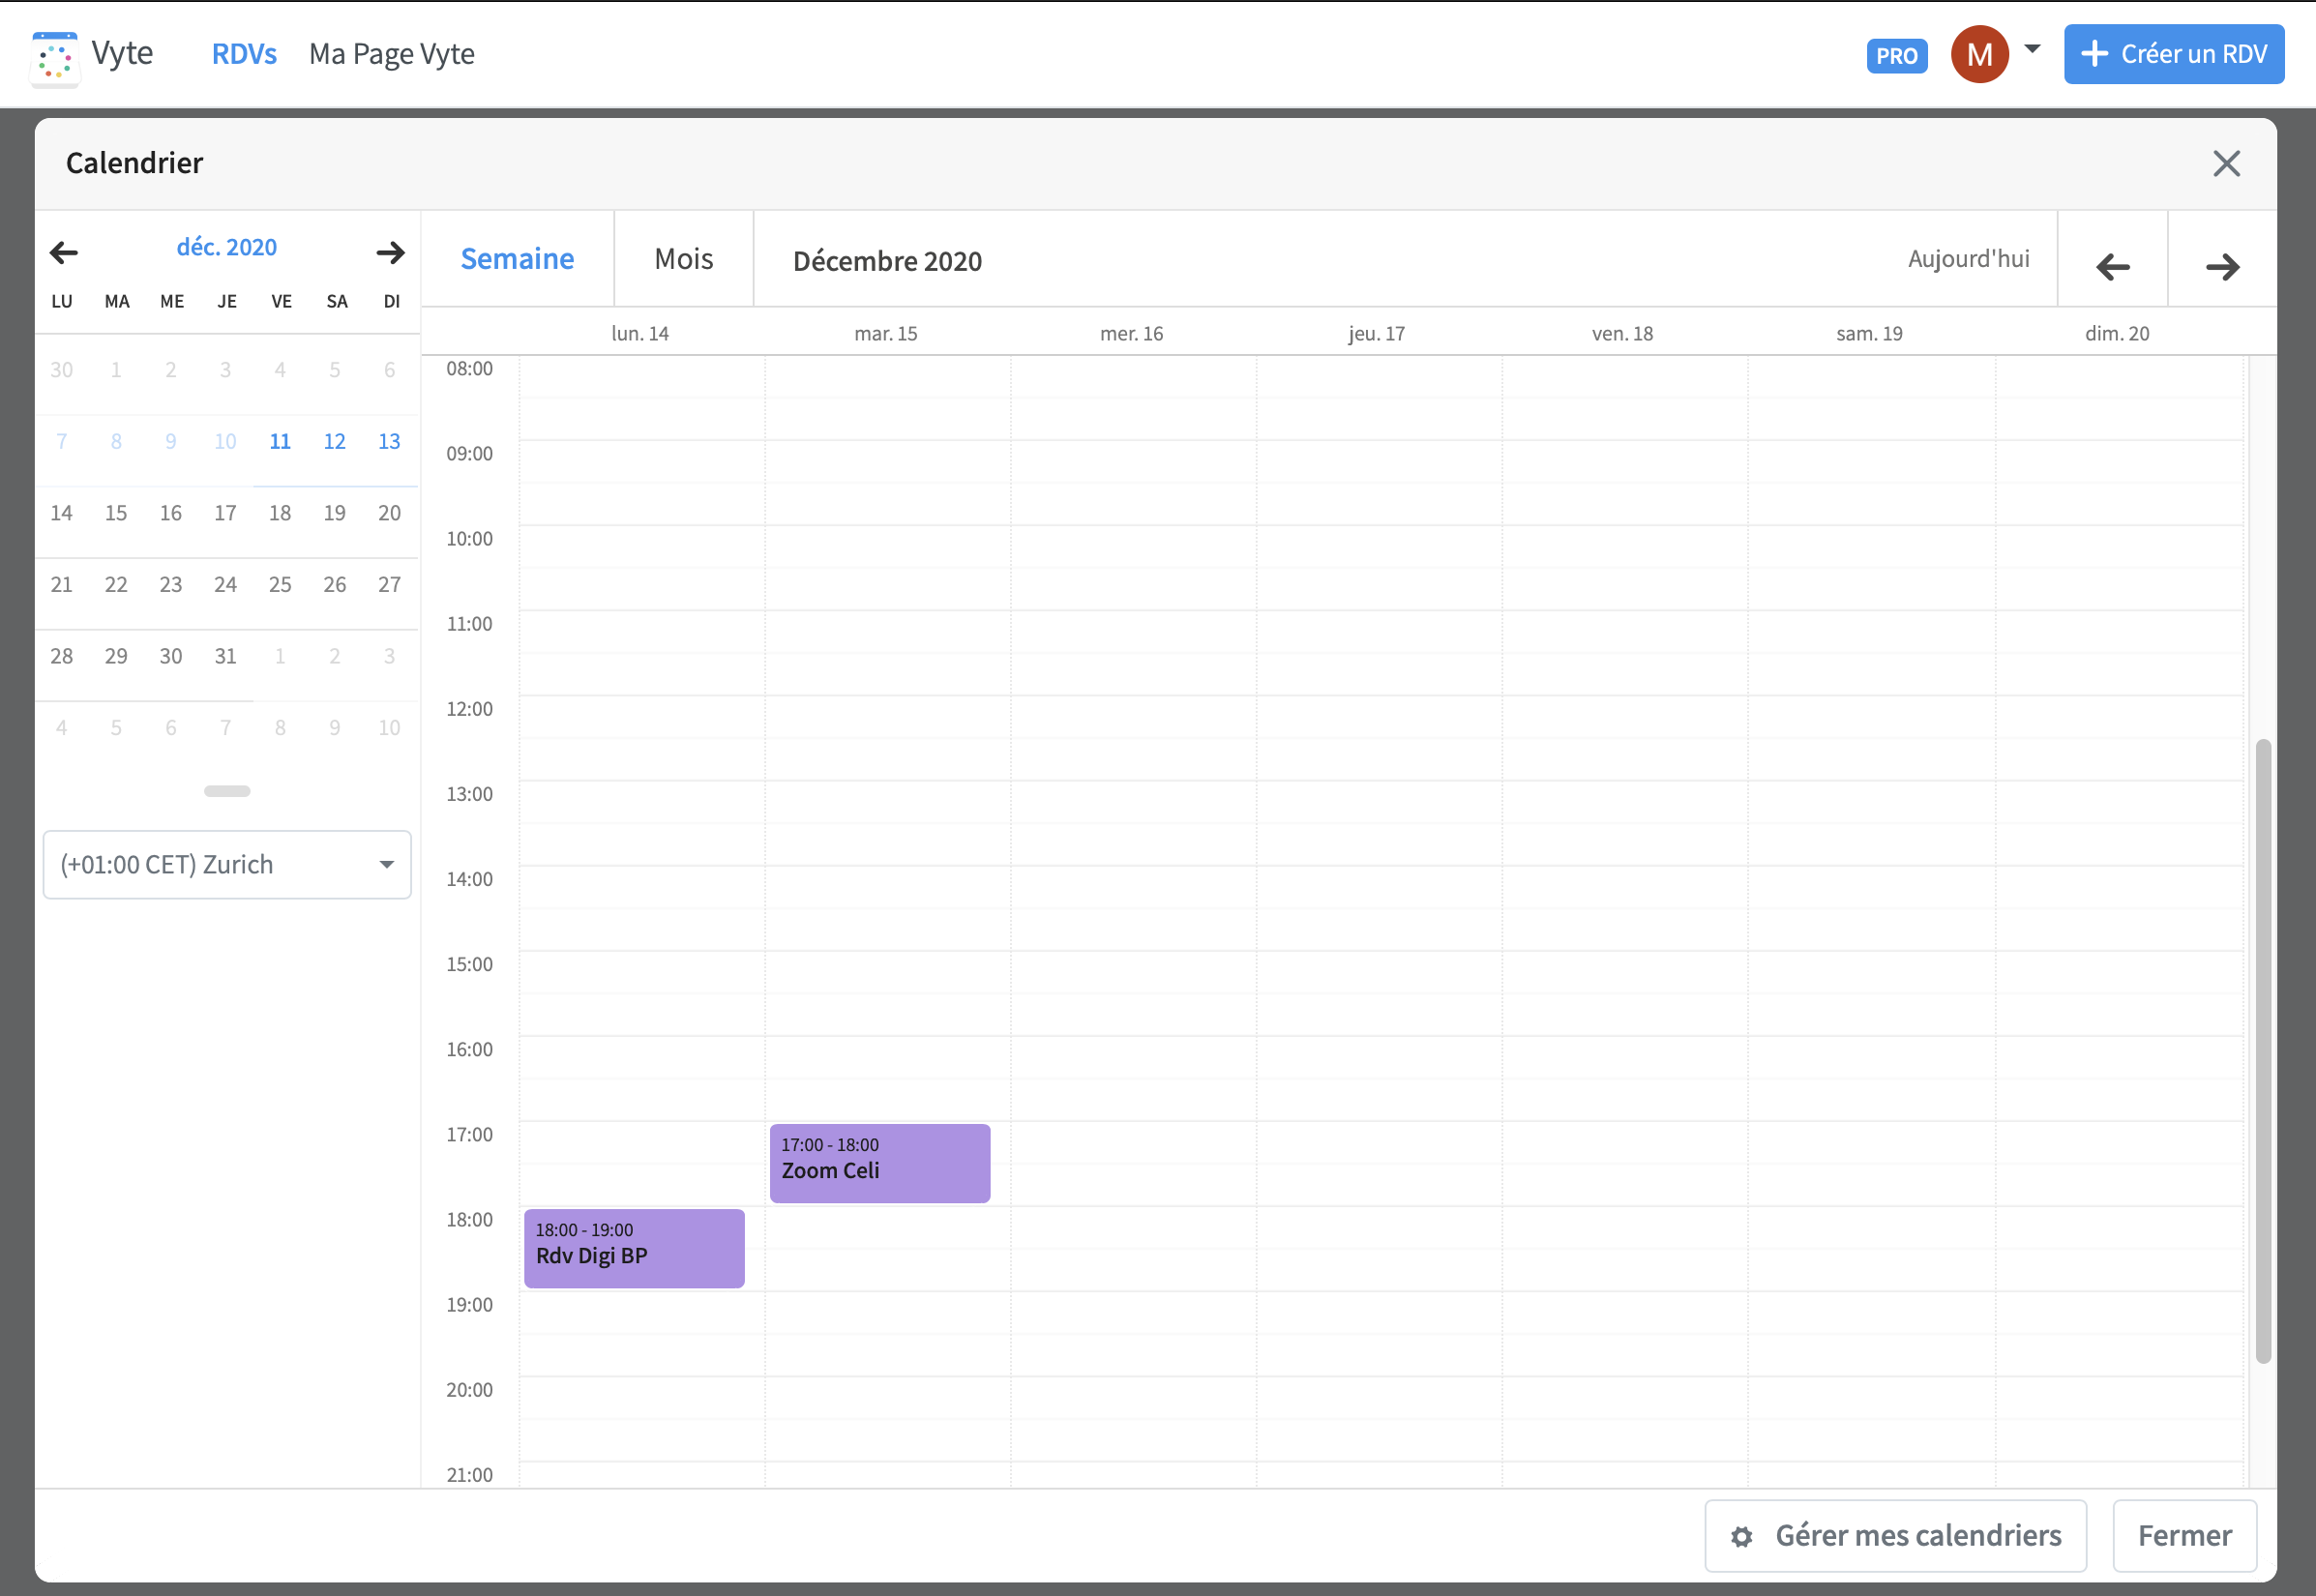 Vyte RDVs Ma Page Vyte PRO M Créer un RDV
Calendrier
déc. 2020
LU MA ME JE VE SA DI
30 1 2 3 4 5 6
7 8 9 10 11 12 13
14 15 16 17 18 19 20
21 22 23 24 25 26 27
28 29 30 31 1 2 3
4 5 6 7 8 9 10
(+01:00 CET) Zurich
Semaine Mois Décembre 2020 Aujourd'hui
lun. 14 mar. 15 mer. 16 jeu. 17 ven. 18 sam. 19 dim. 20
08:00
09:00
10:00
11:00
12:00
13:00
14:00
15:00
16:00
17:00
17:00 - 18:00
Zoom Celi
18:00
18:00 - 19:00
Rdv Digi BP
19:00
20:00
21:00
Gérer mes calendriers Fermer